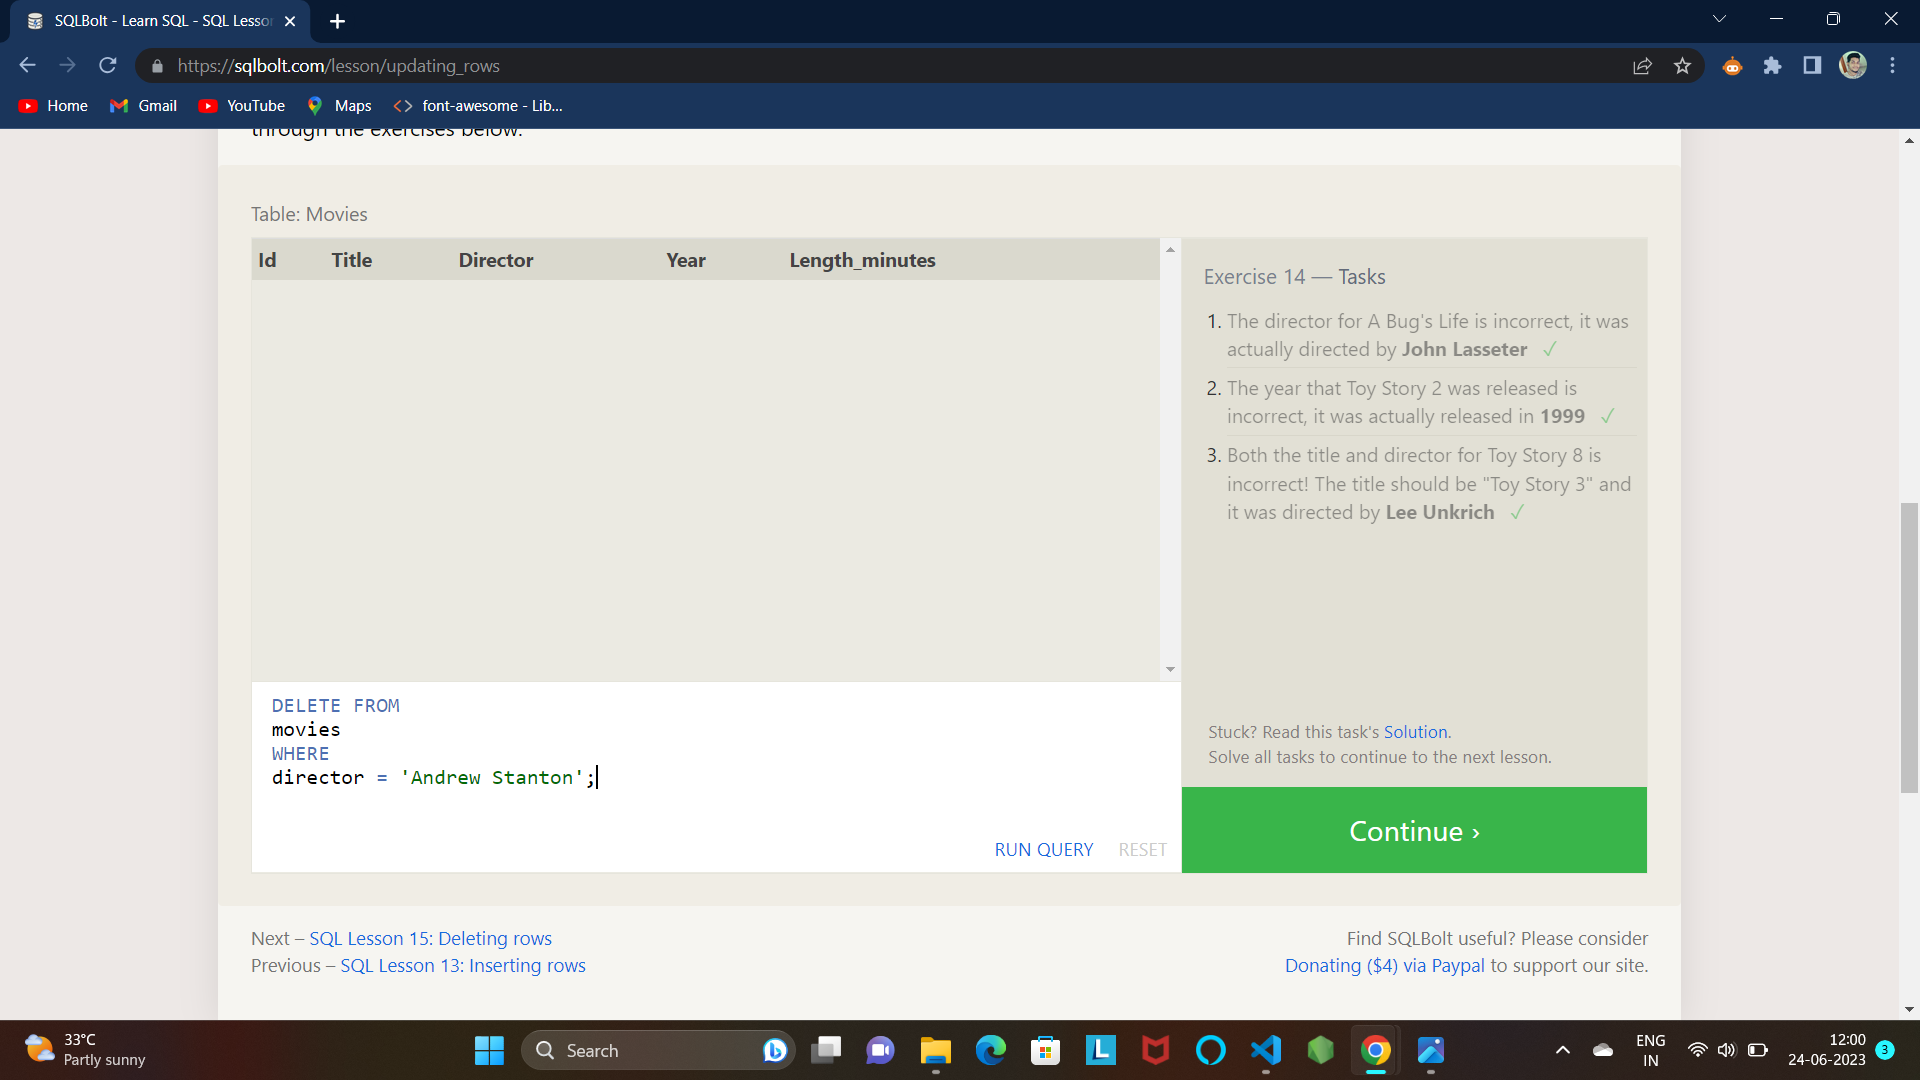 SQLBolt - Learn SQL - SQL Lesso
https://sqlbolt.com/lesson/updating_rows
Home Gmail YouTube Maps font-awesome - Lib...
through the exercises below.
Table: Movies
Id Title Director Year Length_minutes
Exercise 14 — Tasks
1. The director for A Bug's Life is incorrect, it was
actually directed by John Lasseter ✓
2. The year that Toy Story 2 was released is
incorrect, it was actually released in 1999 ✓
3. Both the title and director for Toy Story 8 is
incorrect! The title should be "Toy Story 3" and
it was directed by Lee Unkrich ✓
DELETE FROM
movies
WHERE
director = 'Andrew Stanton';
RUN QUERY RESET
Stuck? Read this task's Solution.
Solve all tasks to continue to the next lesson.
Continue ›
Next – SQL Lesson 15: Deleting rows
Previous – SQL Lesson 13: Inserting rows
Find SQLBolt useful? Please consider
Donating ($4) via Paypal to support our site.
33°C
Partly sunny
Search
L
ENG
IN
12:00
24-06-2023
3